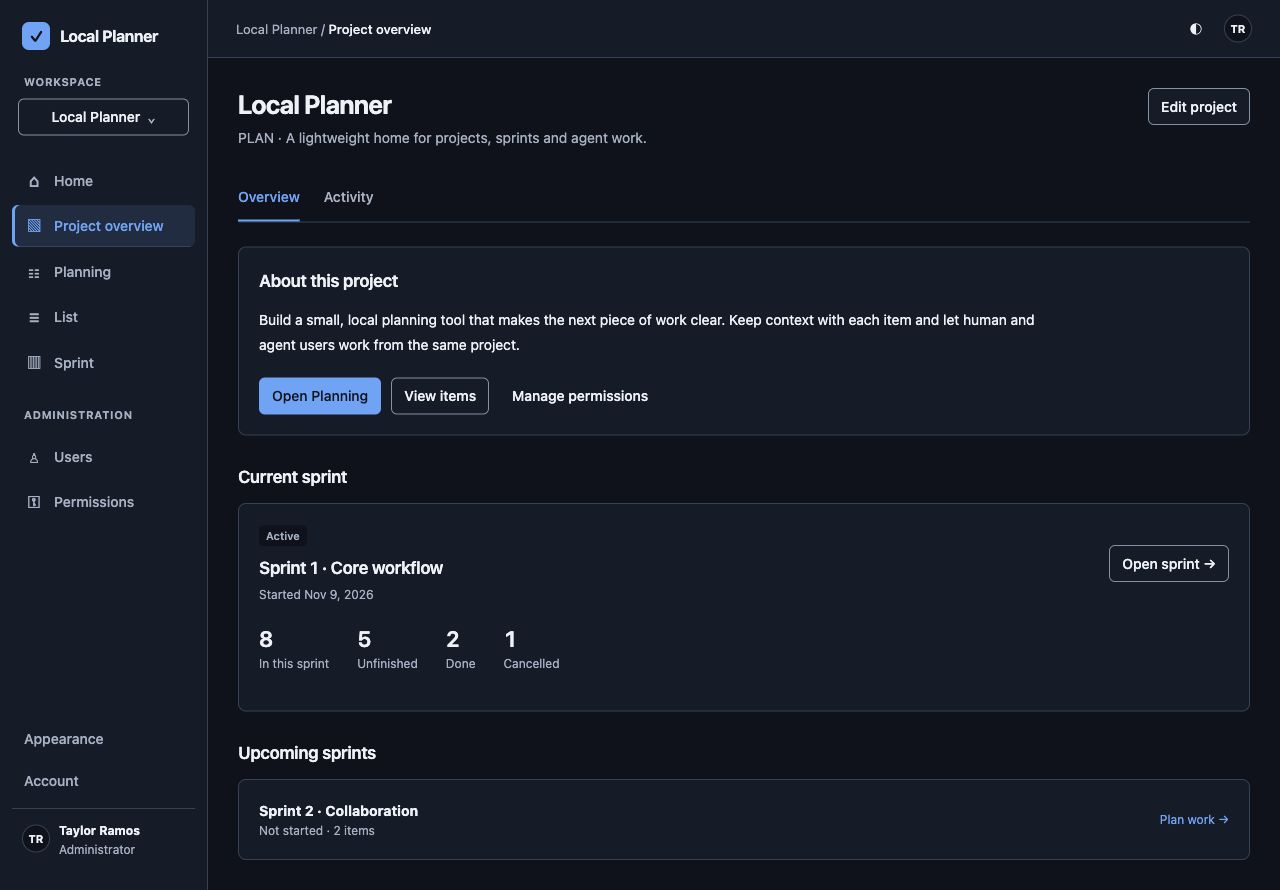 Local Planner
WORKSPACE
Local Planner
Home
Project overview
Planning
List
Sprint
ADMINISTRATION
Users
Permissions
Appearance
Account
TR
Taylor Ramos
Administrator
Local Planner / Project overview
TR
Local Planner
PLAN · A lightweight home for projects, sprints and agent work.
Edit project
Overview
Activity
About this project
Build a small, local planning tool that makes the next piece of work clear. Keep context with each item and let human and
agent users work from the same project.
Open Planning
View items
Manage permissions
Current sprint
Active
Sprint 1 · Core workflow
Started Nov 9, 2026
Open sprint →
8
In this sprint
5
Unfinished
2
Done
1
Cancelled
Upcoming sprints
Sprint 2 · Collaboration
Not started · 2 items
Plan work →